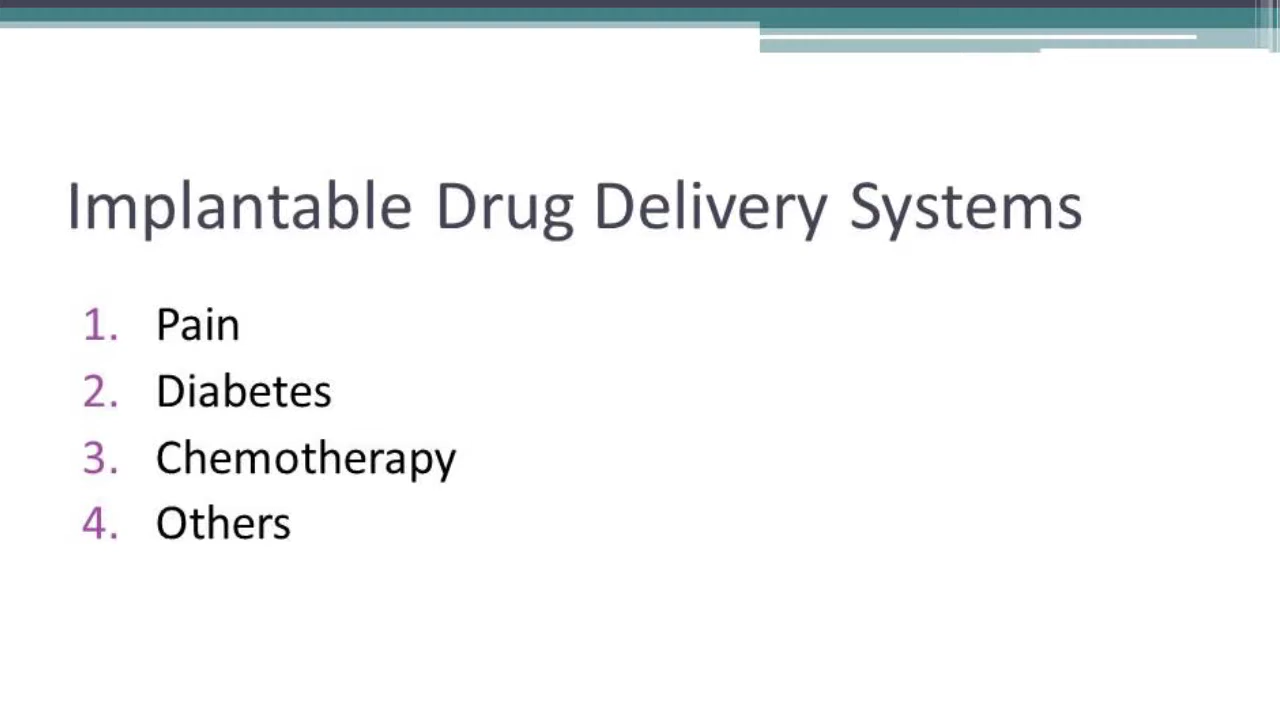 Implantable Drug Delivery Systems
1. Pain
2. Diabetes
3. Chemotherapy
4. Others